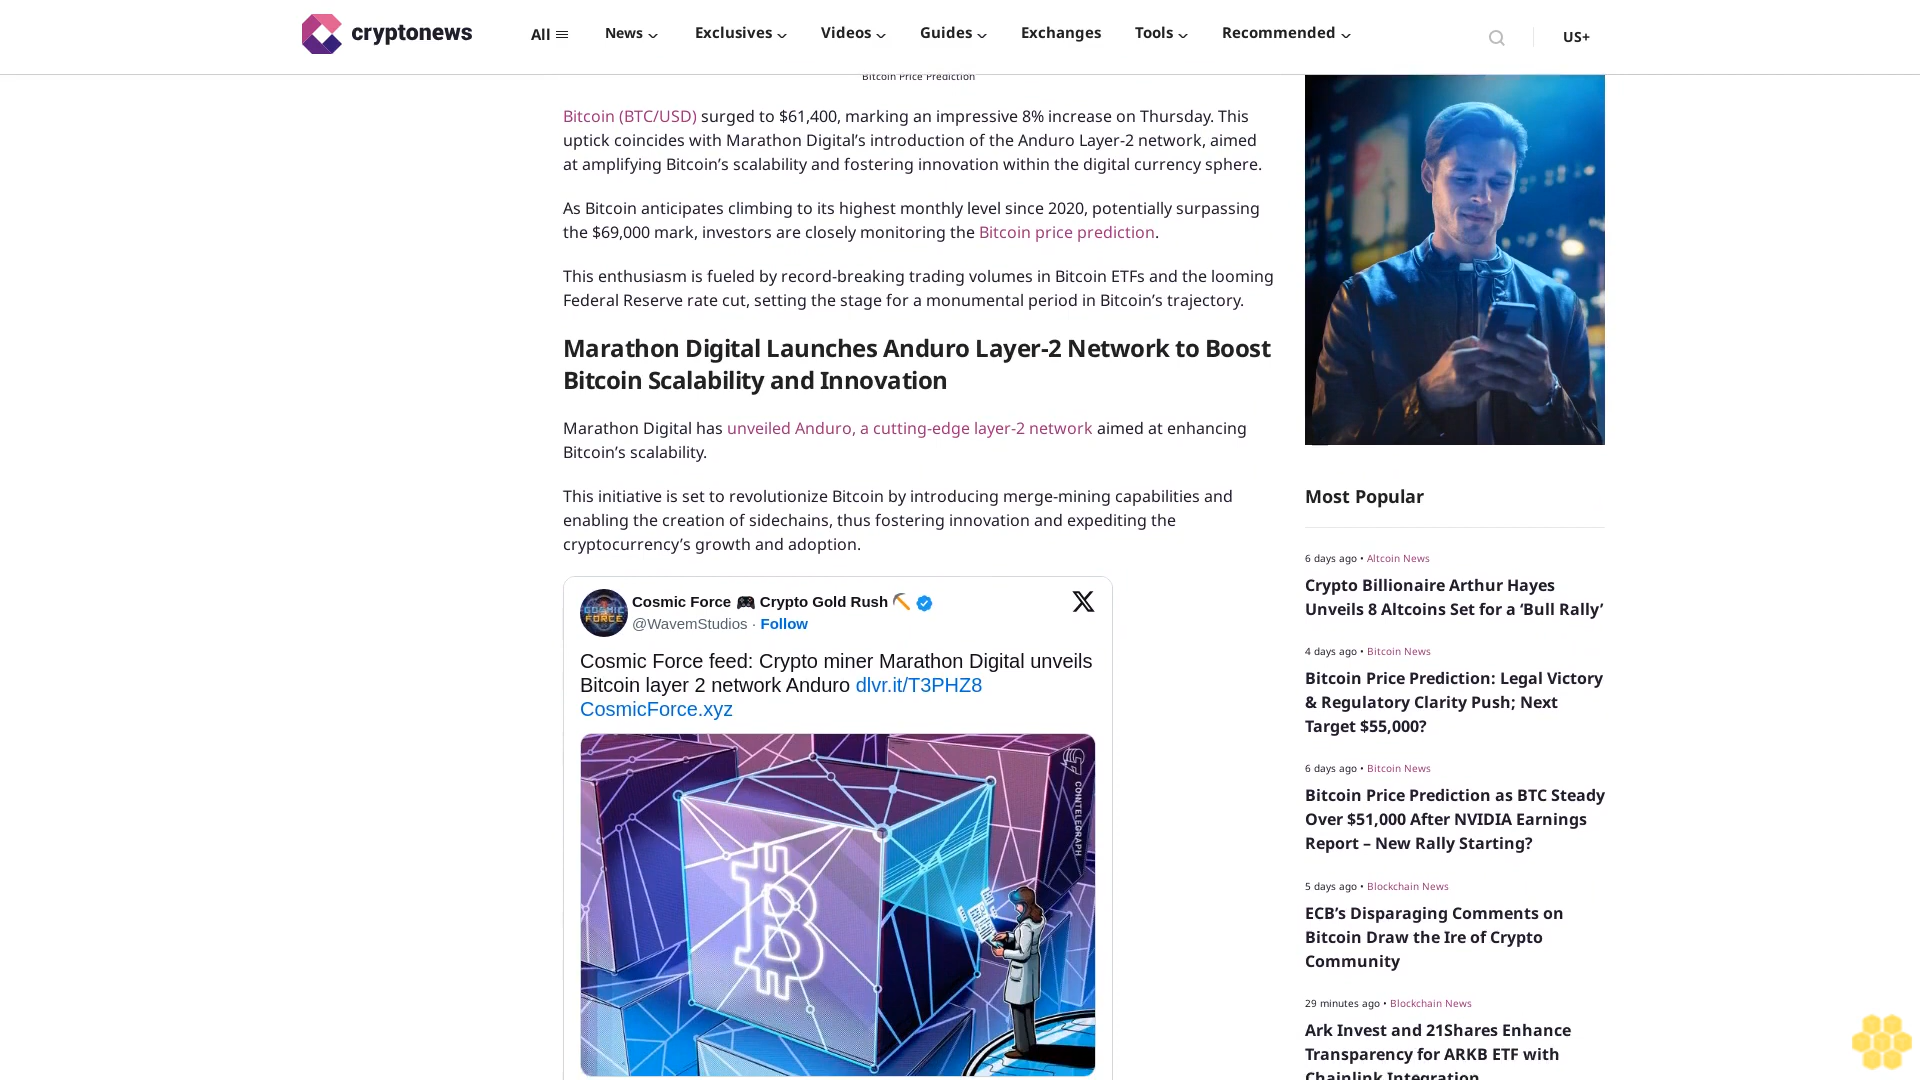 cryptonews
All
News
Exclusives
Videos
Guides
Exchanges
Tools
Recommended
US+
Bitcoin Price Prediction
Bitcoin (BTC/USD) surged to $61,400, marking an impressive 8% increase on Thursday. This
uptick coincides with Marathon Digital’s introduction of the Anduro Layer-2 network, aimed
at amplifying Bitcoin’s scalability and fostering innovation within the digital currency sphere.
As Bitcoin anticipates climbing to its highest monthly level since 2020, potentially surpassing
the $69,000 mark, investors are closely monitoring the Bitcoin price prediction.
This enthusiasm is fueled by record-breaking trading volumes in Bitcoin ETFs and the looming
Federal Reserve rate cut, setting the stage for a monumental period in Bitcoin’s trajectory.
Marathon Digital Launches Anduro Layer-2 Network to Boost
Bitcoin Scalability and Innovation
Marathon Digital has unveiled Anduro, a cutting-edge layer-2 network aimed at enhancing
Bitcoin’s scalability.
This initiative is set to revolutionize Bitcoin by introducing merge-mining capabilities and
enabling the creation of sidechains, thus fostering innovation and expediting the
cryptocurrency’s growth and adoption.
COSMIC
FORCE
Cosmic Force 🎮 Crypto Gold Rush ⛏️
@WavemStudios · Follow
Cosmic Force feed: Crypto miner Marathon Digital unveils
Bitcoin layer 2 network Anduro dlvr.it/T3PHZ8
CosmicForce.xyz
COINTELEGRAPH
Most Popular
6 days ago • Altcoin News
Crypto Billionaire Arthur Hayes
Unveils 8 Altcoins Set for a ‘Bull Rally’
4 days ago • Bitcoin News
Bitcoin Price Prediction: Legal Victory
& Regulatory Clarity Push; Next
Target $55,000?
6 days ago • Bitcoin News
Bitcoin Price Prediction as BTC Steady
Over $51,000 After NVIDIA Earnings
Report – New Rally Starting?
5 days ago • Blockchain News
ECB’s Disparaging Comments on
Bitcoin Draw the Ire of Crypto
Community
29 minutes ago • Blockchain News
Ark Invest and 21Shares Enhance
Transparency for ARKB ETF with
Chainlink Integration